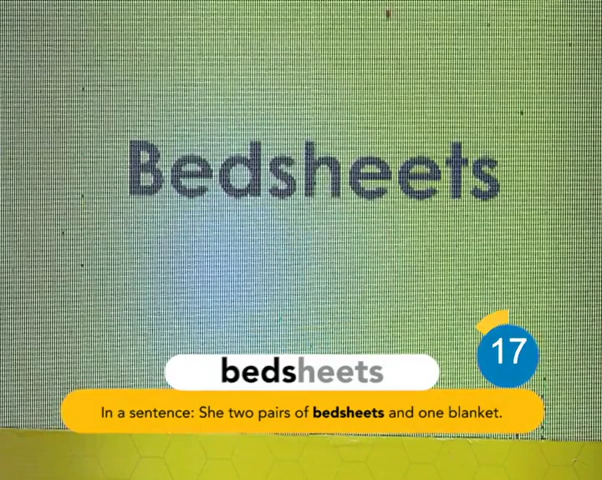 Bedsheets
17
bedsheets
In a sentence: She two pairs of bedsheets and one blanket.